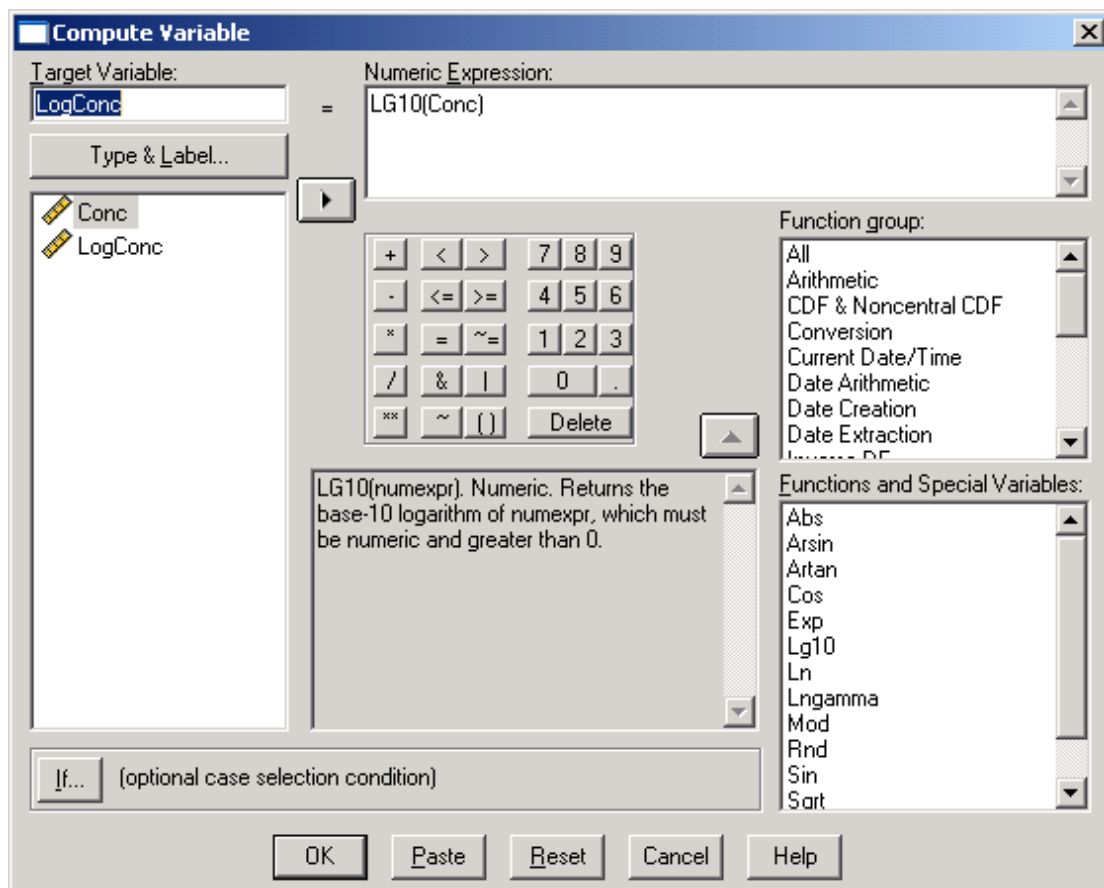 Compute Variable
Target Variable:
LogConc
=
Numeric Expression:
LG10(Conc)
Type & Label...
Conc
LogConc
+ < > 7 8 9
- <= >= 4 5 6
* = ~= 1 2 3
/ & | 0 .
** ~ () Delete
Function group:
All
Arithmetic
CDF & Noncentral CDF
Conversion
Current Date/Time
Date Arithmetic
Date Creation
Date Extraction
LG10(numexpr). Numeric. Returns the
base-10 logarithm of numexpr, which must
be numeric and greater than 0.
Functions and Special Variables:
Abs
Arsin
Artan
Cos
Exp
Lg10
Ln
Lngamma
Mod
Rnd
Sin
Sqrt
If... (optional case selection condition)
OK Paste Reset Cancel Help